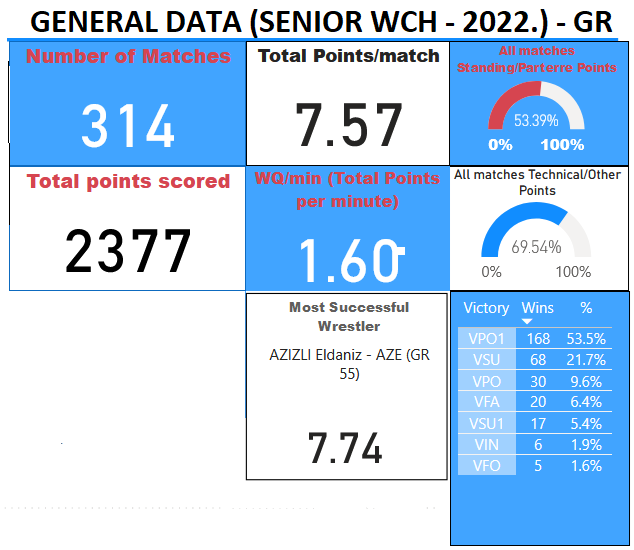 GENERAL DATA (SENIOR WCH - 2022.) - GR
Number of Matches
314
Total Points/match
7.57
All matches
Standing/Parterre Points
53.39%
0% 100%
Total points scored
2377
WQ/min (Total Points
per minute)
1.60
All matches Technical/Other
Points
69.54%
0% 100%
Most Successful
Wrestler
AZIZLI Eldaniz - AZE (GR
55)
7.74
Victory Wins %
VPO1 168 53.5%
VSU 68 21.7%
VPO 30 9.6%
VFA 20 6.4%
VSU1 17 5.4%
VIN 6 1.9%
VFO 5 1.6%